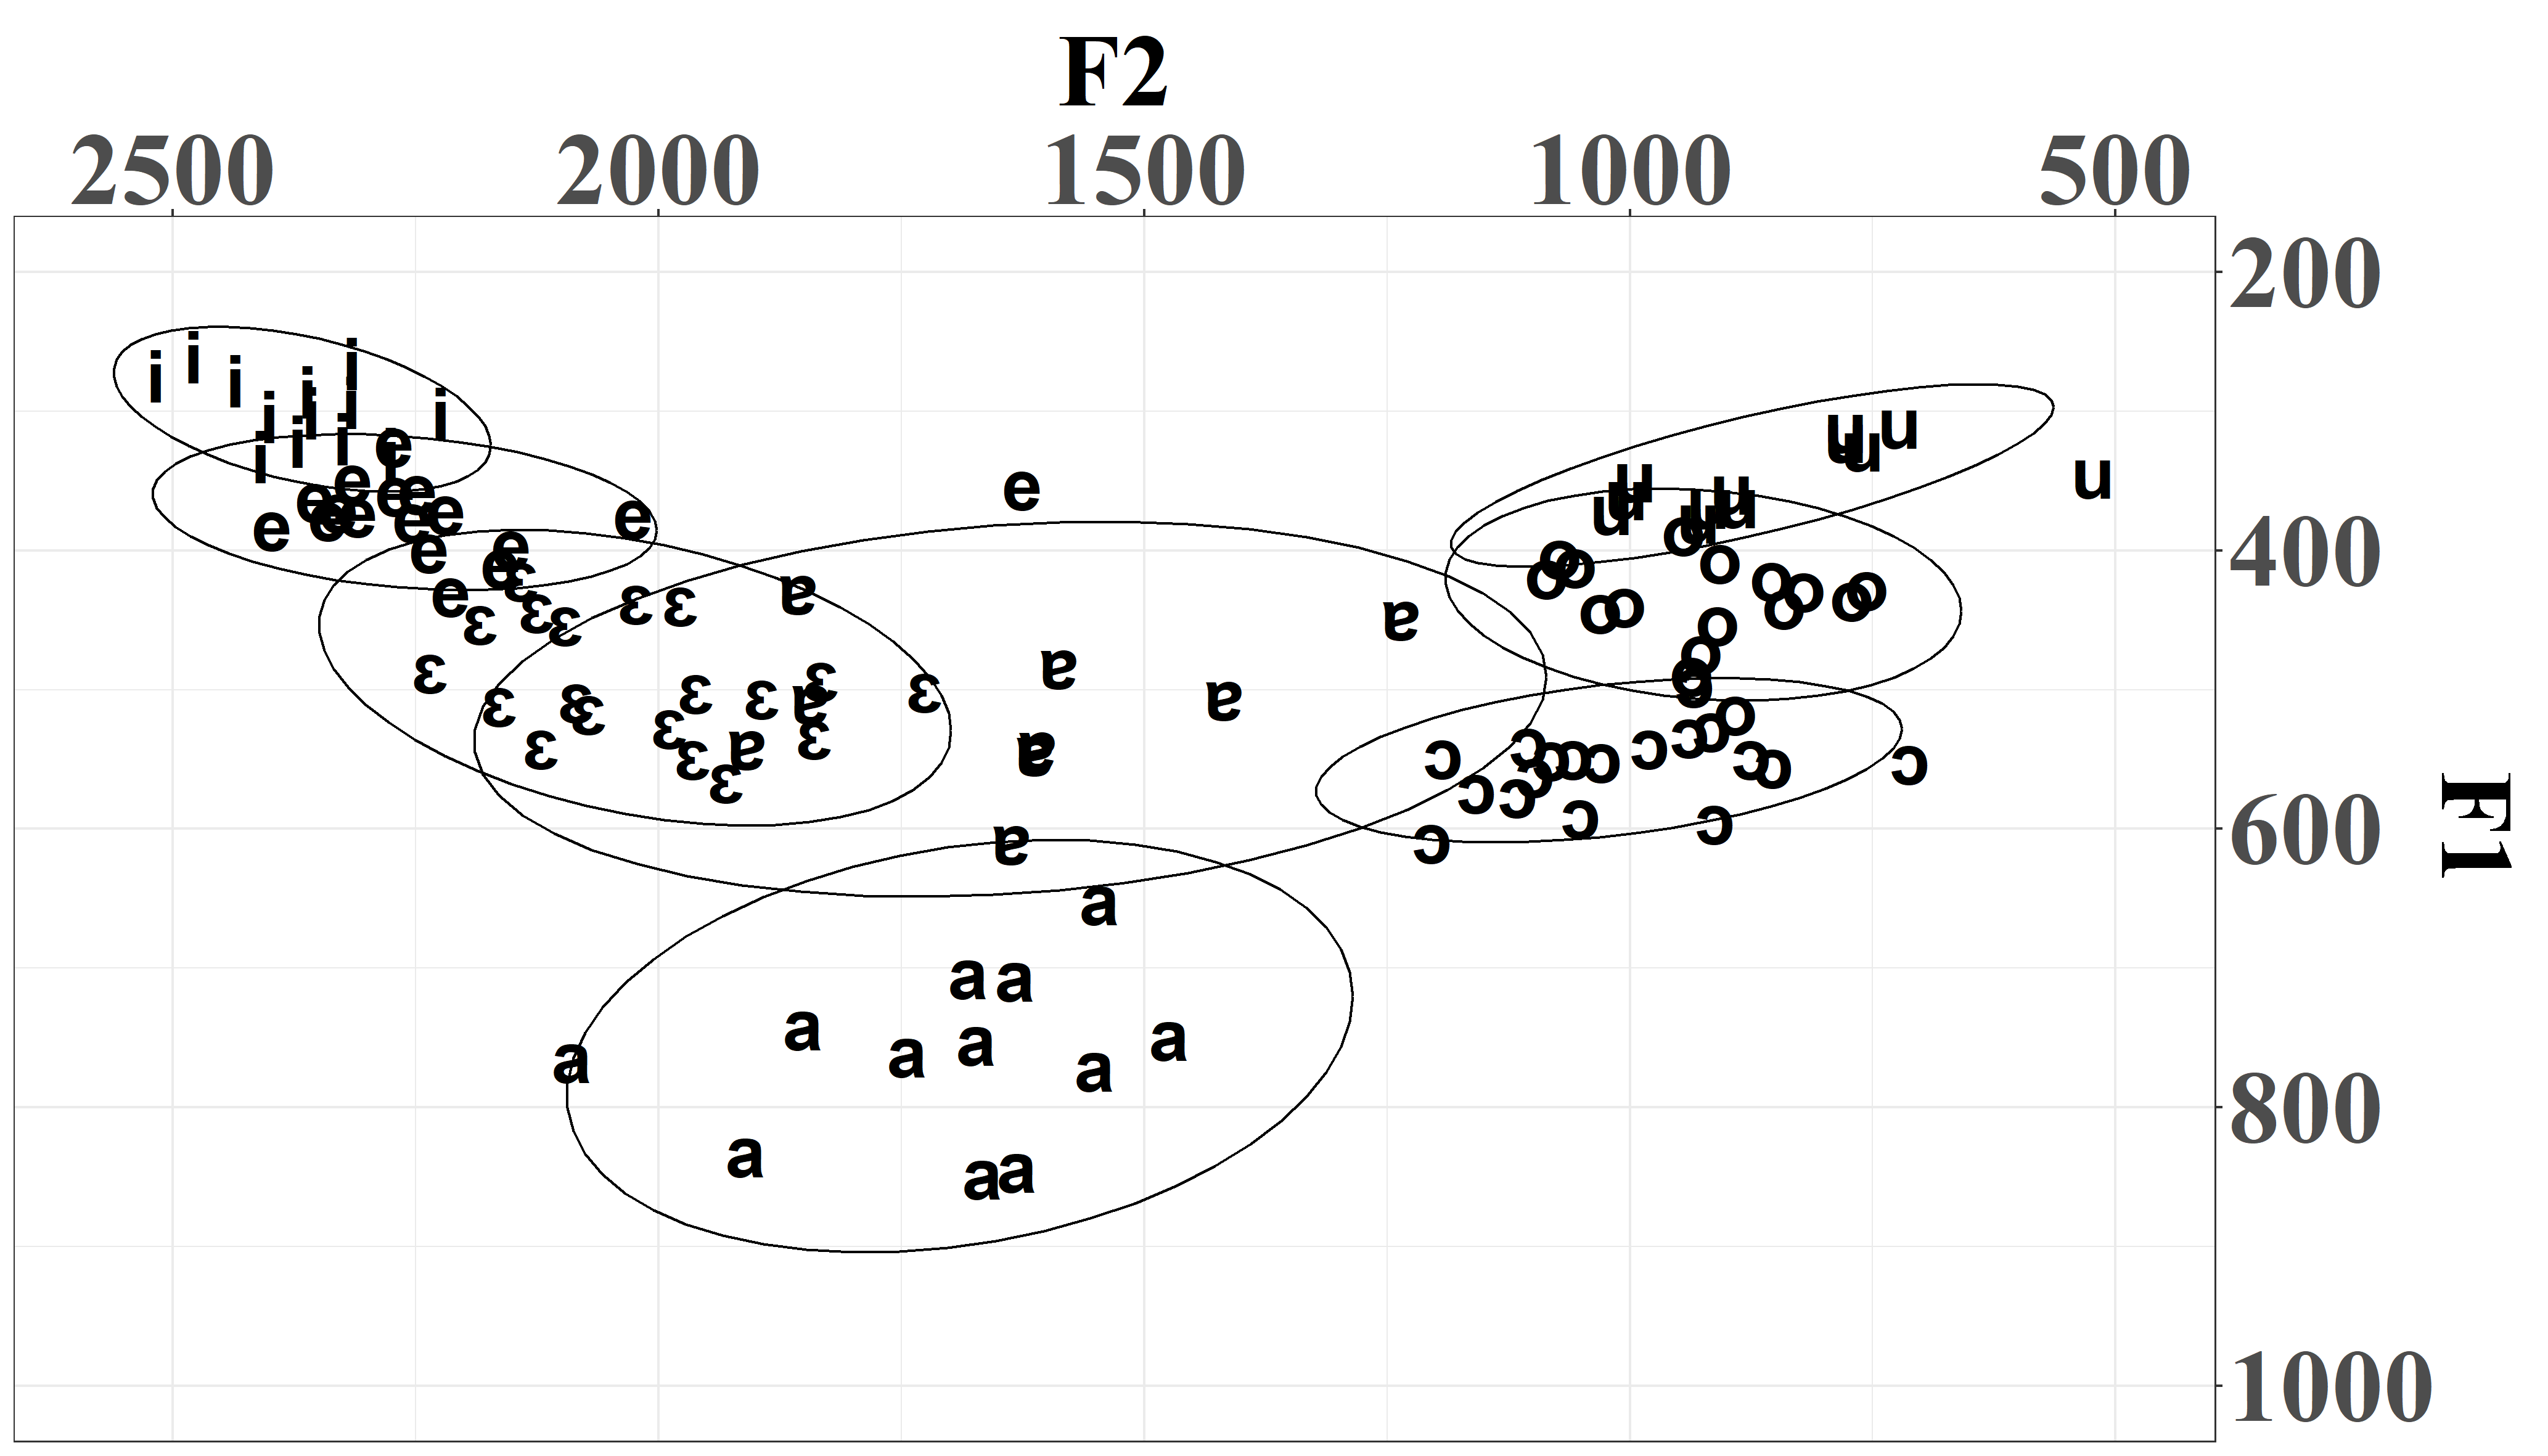 F2
2500 2000 1500 1000 500
200
400
600
800
1000
F1
i i i i i i i i i i i i i i
e e e e e e e e e e e e e e e e e e
ɛ ɛ ɛ ɛ ɛ ɛ ɛ ɛ ɛ ɛ ɛ ɛ ɛ ɛ ɛ ɛ ɛ ɛ ɛ ɛ
ɐ ɐ ɐ ɐ ɐ ɐ ɐ ɐ ɐ
a a a a a a a a a a a a a
u u u u u u u u u u u u u
o o o o o o o o o o o o o o o o o o
ɔ ɔ ɔ ɔ ɔ ɔ ɔ ɔ ɔ ɔ ɔ ɔ ɔ ɔ ɔ ɔ ɔ